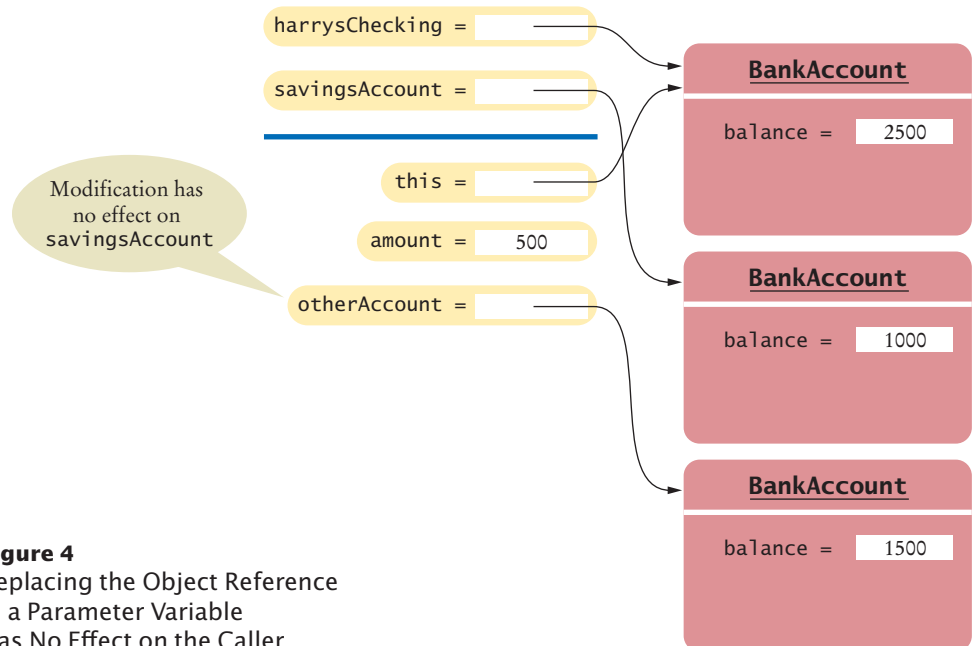 harrysChecking =
savingsAccount =
this =
amount = 500
otherAccount =
Modification has
no effect on
savingsAccount
BankAccount
balance = 2500
BankAccount
balance = 1000
BankAccount
balance = 1500
gure 4
eplacing the Object Reference
a Parameter Variable
as No Effect on the Caller